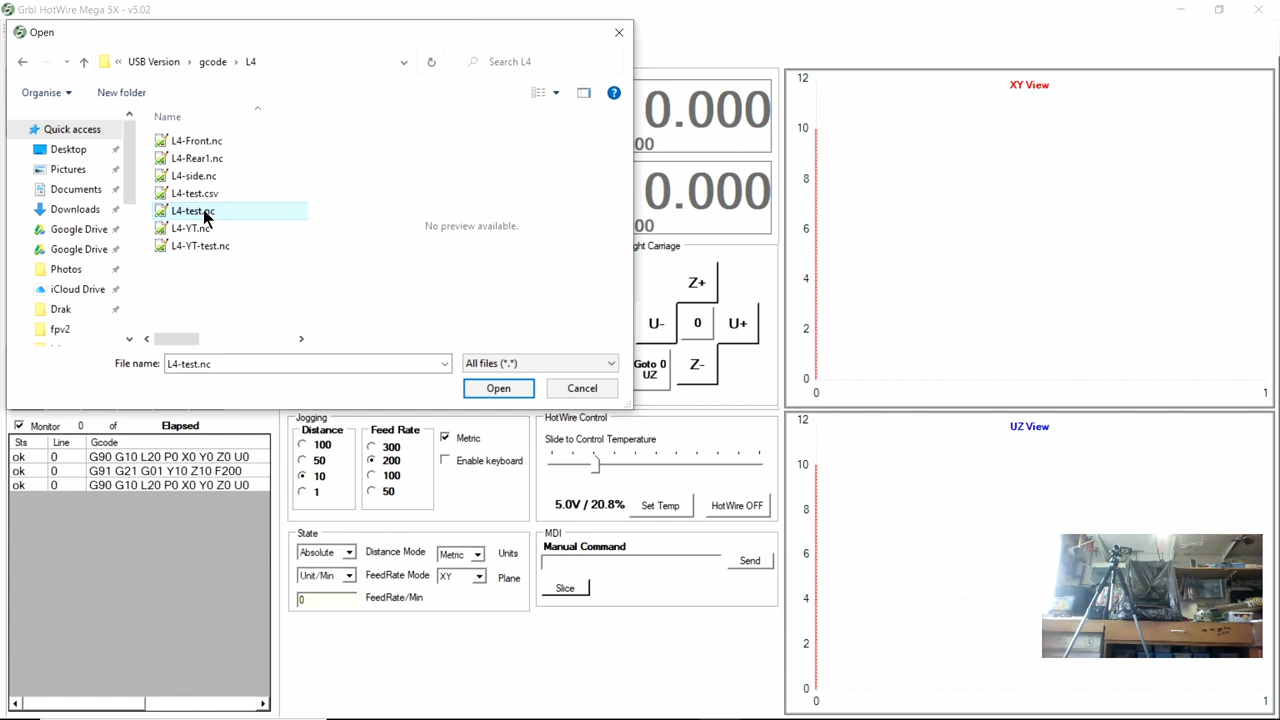 Grbl HotWire Mega 5X - v5.02
Open
« USB Version › gcode › L4
Search L4
Organise
New folder
Name
Quick access
Desktop
Pictures
Documents
Downloads
Google Drive
Google Drive
Photos
iCloud Drive
Drak
fpv2
L4-Front.nc
L4-Rear1.nc
L4-side.nc
L4-test.csv
L4-test.nc
L4-YT.nc
L4-YT-test.nc
No preview available.
File name: L4-test.nc
All files (*.*)
Open
Cancel
0.000
00
0.000
00
ght Carriage
Z+
U-
0
U+
Goto 0
UZ
Z-
Monitor 0 of Elapsed
Sts Line Gcode
ok 0 G90 G10 L20 P0 X0 Y0 Z0 U0
ok 0 G91 G21 G01 Y10 Z10 F200
ok 0 G90 G10 L20 P0 X0 Y0 Z0 U0
Jogging
Distance
100
50
10
1
Feed Rate
300
200
100
50
Metric
Enable keyboard
HotWire Control
Slide to Control Temperature
5.0V / 20.8%
Set Temp
HotWire OFF
State
Absolute Distance Mode Metric Units
Unit/Min FeedRate Mode XY Plane
0 FeedRate/Min
MDI
Manual Command
Send
Slice
XY View
12
10
8
6
4
2
0
0 1
UZ View
12
10
8
6
4
2
0
0 1